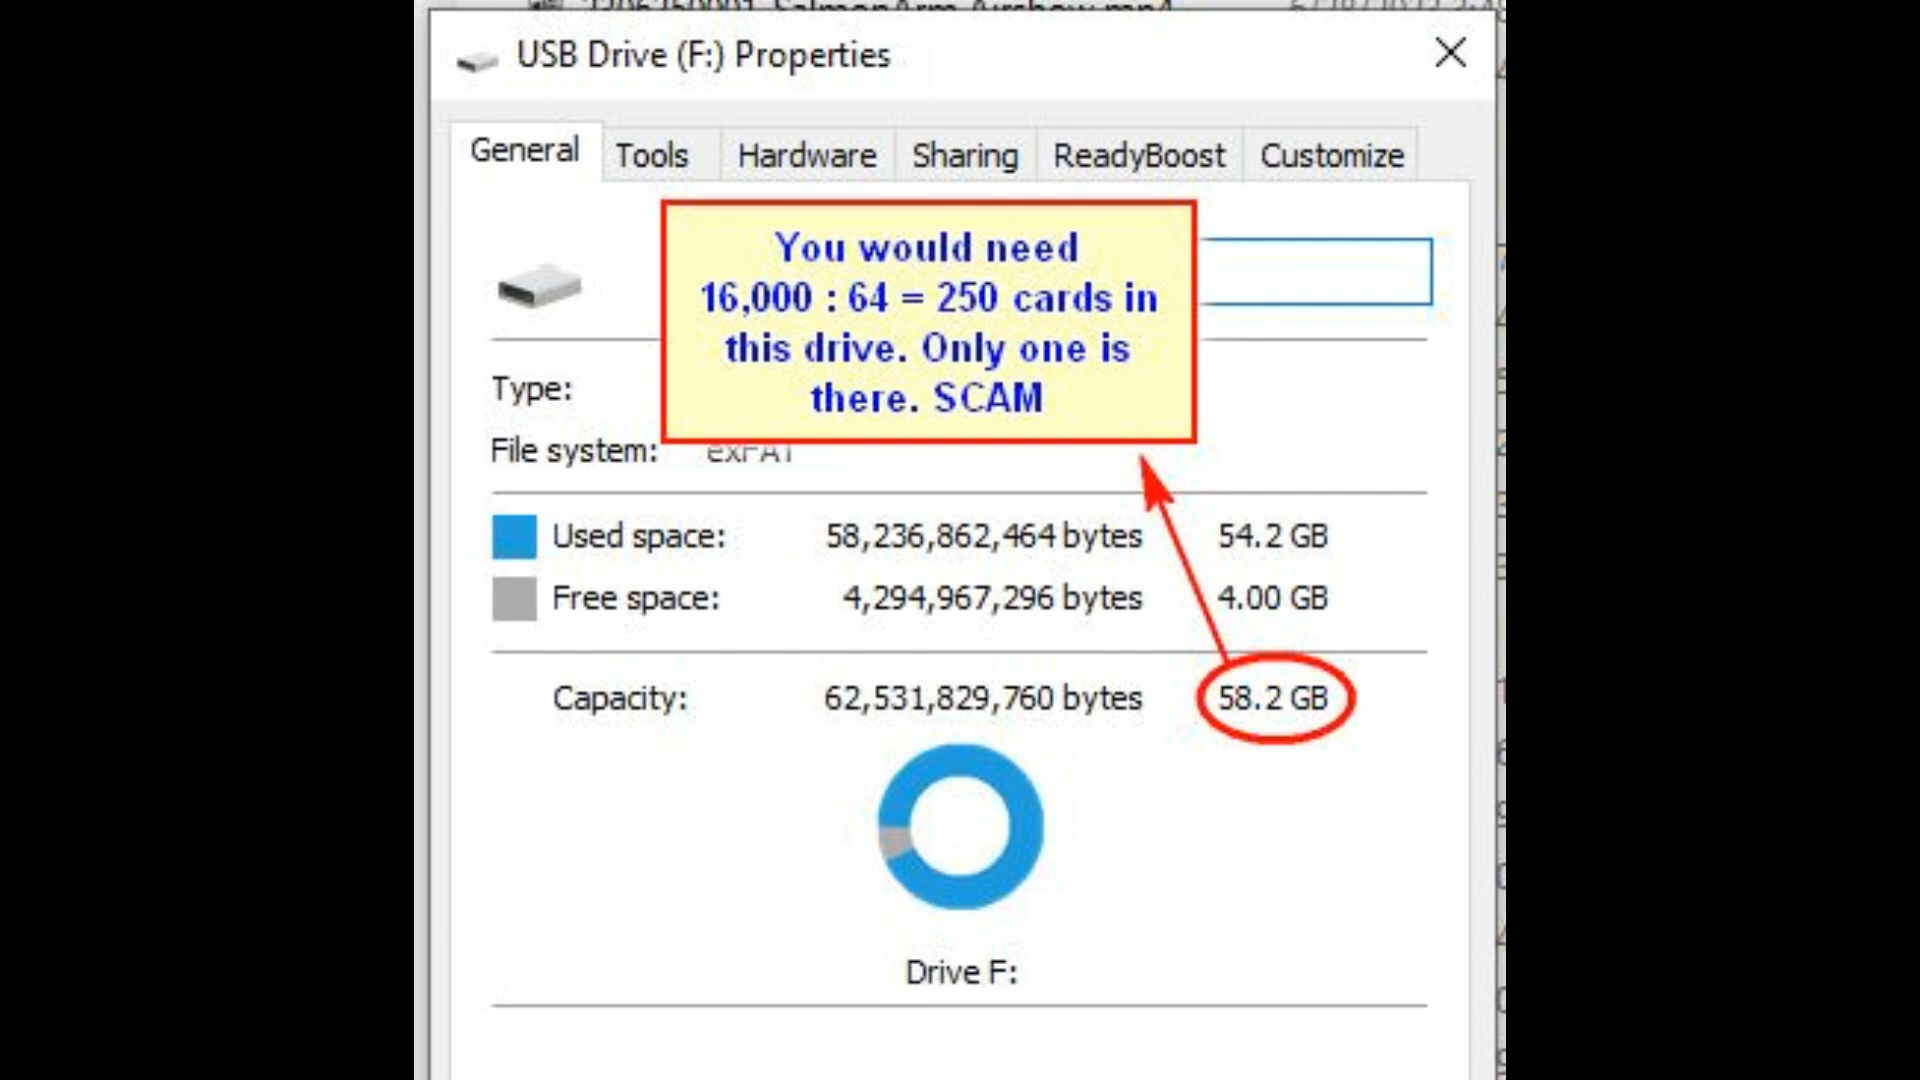 USB Drive (F:) Properties
General Tools Hardware Sharing ReadyBoost Customize
You would need
16,000 : 64 = 250 cards in
this drive. Only one is
there. SCAM
Type:
File system: exFAT
Used space: 58,236,862,464 bytes 54.2 GB
Free space: 4,294,967,296 bytes 4.00 GB
Capacity: 62,531,829,760 bytes 58.2 GB
Drive F: